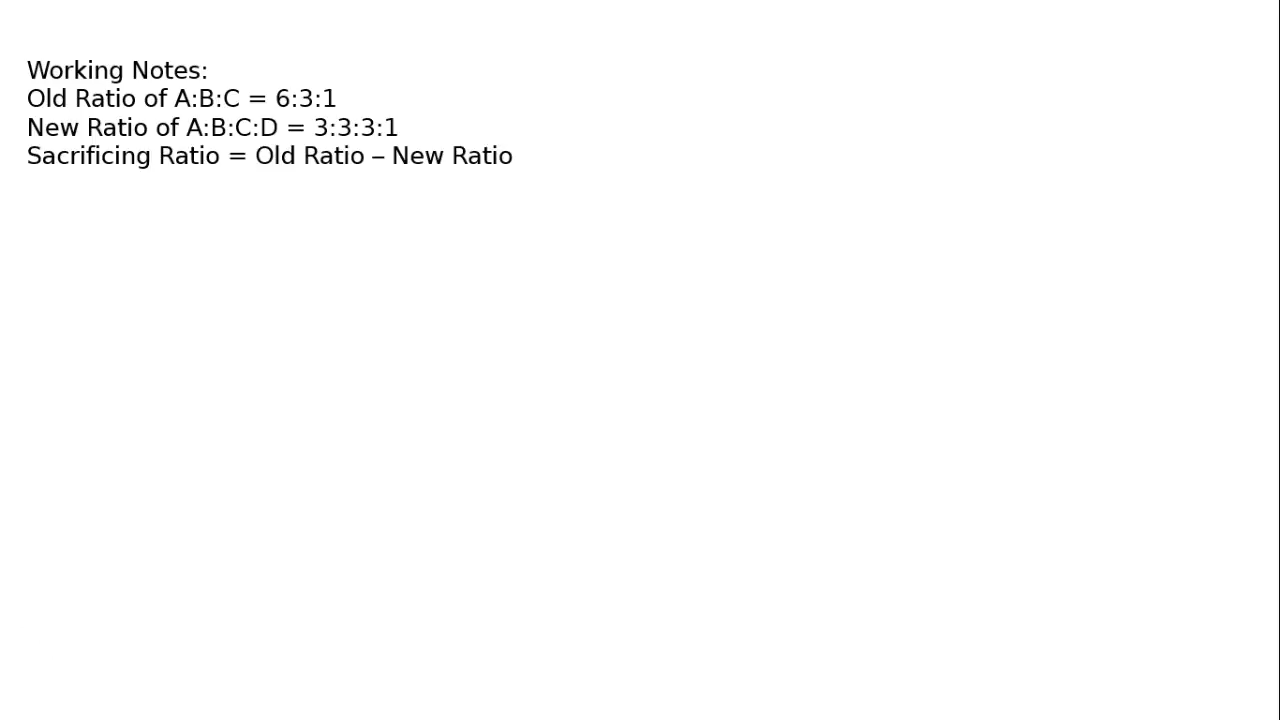 Working Notes:
Old Ratio of A:B:C = 6:3:1
New Ratio of A:B:C:D = 3:3:3:1
Sacrificing Ratio = Old Ratio – New Ratio